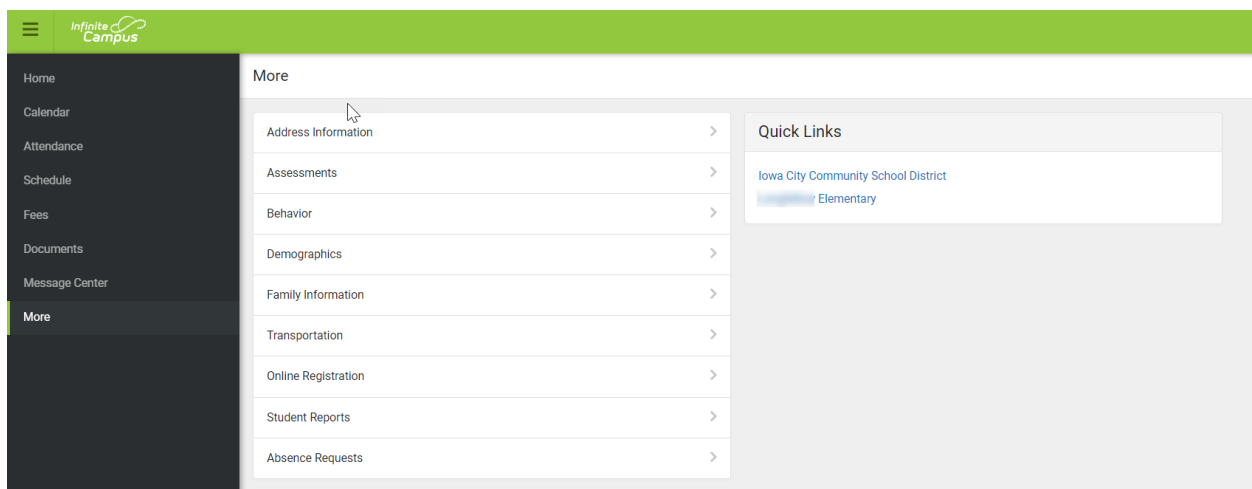 Infinite
Campus
Home
Calendar
Attendance
Schedule
Fees
Documents
Message Center
More
More
Address Information
Assessments
Behavior
Demographics
Family Information
Transportation
Online Registration
Student Reports
Absence Requests
Quick Links
Iowa City Community School District
Elementary